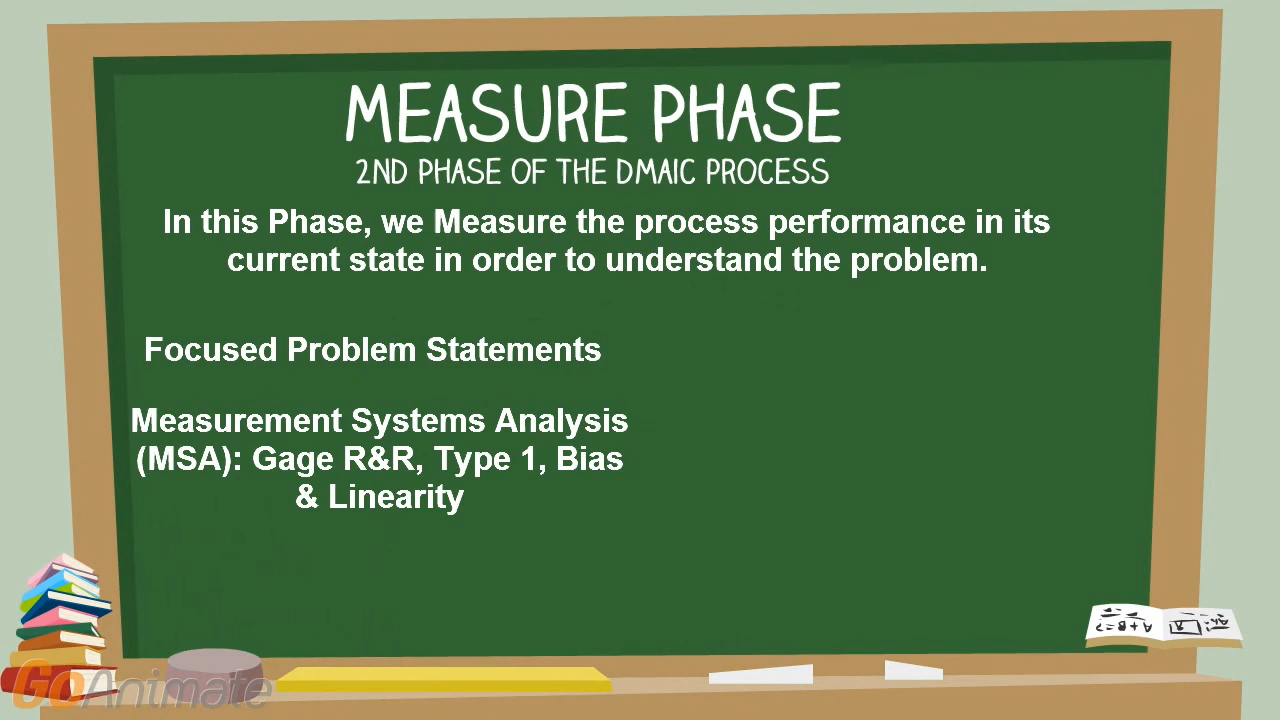 MEASURE PHASE
2ND PHASE OF THE DMAIC PROCESS
In this Phase, we Measure the process performance in its
current state in order to understand the problem.
Focused Problem Statements
Measurement Systems Analysis
(MSA): Gage R&R, Type 1, Bias
& Linearity
GoAnimate